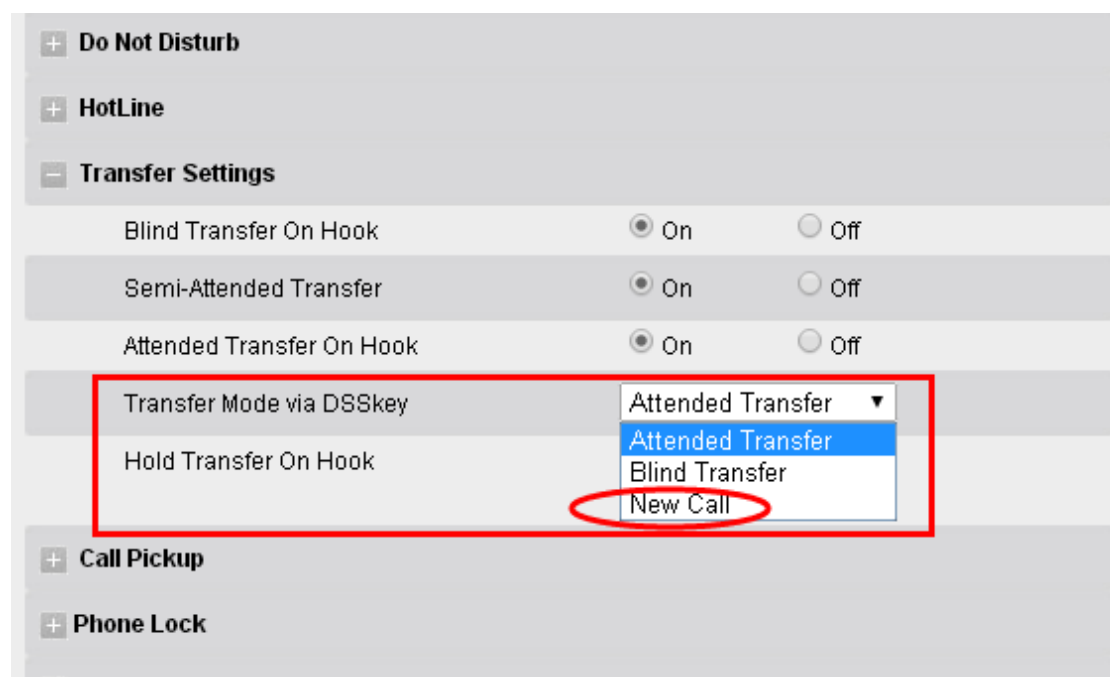 Do Not Disturb
HotLine
Transfer Settings
Blind Transfer On Hook On Off
Semi-Attended Transfer On Off
Attended Transfer On Hook On Off
Transfer Mode via DSSkey Attended Transfer
Attended Transfer
Hold Transfer On Hook
Blind Transfer
New Call
Call Pickup
Phone Lock